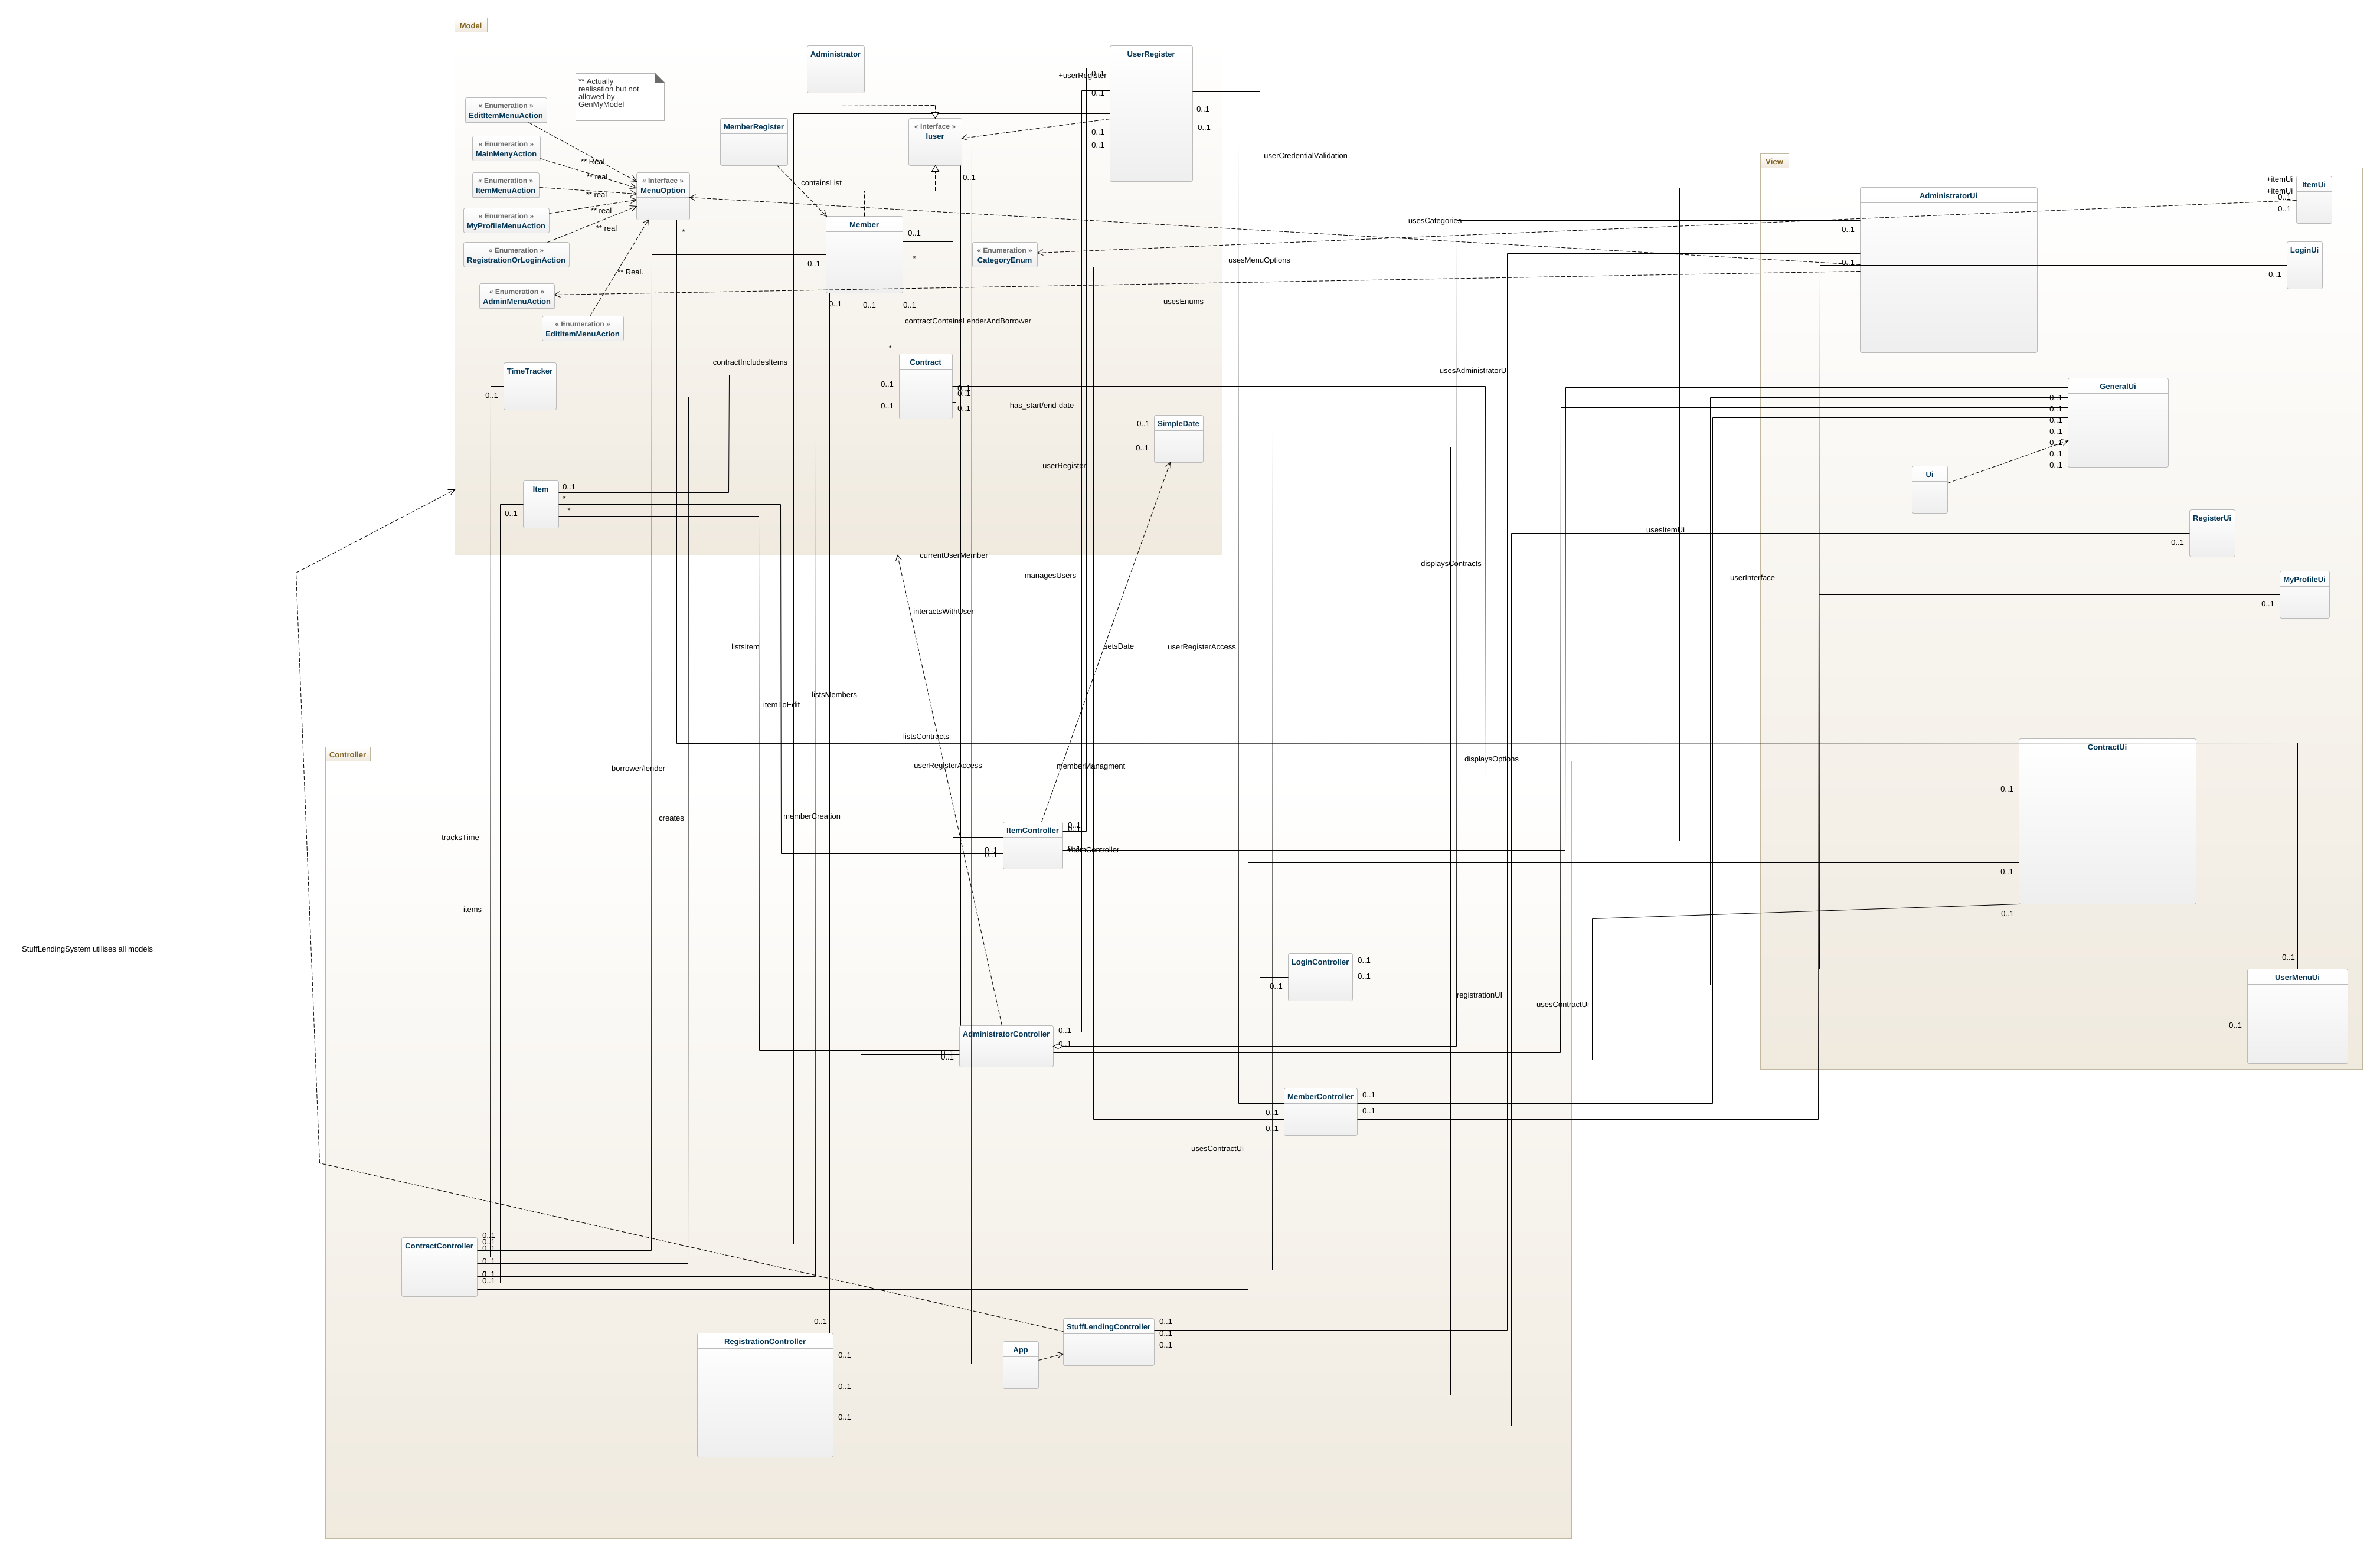 Model
Administrator
UserRegister
+userRegister
0..1
** Actually
realisation but not
allowed by
GenMyModel
« Enumeration »
EditItemMenuAction
0..1
0..1
0..1
MemberRegister
« Interface »
Iuser
0..1
0..1
0..1
« Enumeration »
MainMenyAction
userCredentialValidation
View
** Real
« Enumeration »
ItemMenuAction
** real
« Interface »
MenuOption
containsList
0..1
+itemUi
ItemUi
+itemUi
0..1
0..1
AdministratorUi
** real
« Enumeration »
MyProfileMenuAction
** real
** real
Member
usesCategories
0..1
*
0..1
« Enumeration »
RegistrationOrLoginAction
« Enumeration »
CategoryEnum
LoginUi
0..1
*
0..1
usesMenuOptions
0..1
** Real.
« Enumeration »
AdminMenuAction
usesEnums
0..1
0..1
0..1
contractContainsLenderAndBorrower
« Enumeration »
EditItemMenuAction
*
contractIncludesItems
Contract
TimeTracker
usesAdministratorUi
0..1
0..1
0..1
0..1
GeneralUi
0..1
0..1
0..1
has_start/end-date
0..1
SimpleDate
0..1
0..1
0..1
0..1
0..1
0..1
0..1
userRegister
Ui
Item
0..1
*
*
0..1
RegisterUi
usesItemUi
0..1
currentUserMember
managesUsers
displaysContracts
userInterface
MyProfileUi
0..1
interactsWithUser
listsItem
setsDate
userRegisterAccess
listsMembers
itemToEdit
listsContracts
Controller
ContractUi
displaysOptions
borrower/lender
userRegisterAccess
memberManagment
0..1
creates
memberCreation
tracksTime
ItemController
0..1
0..1
0..1
0..1
0..1
+itemController
0..1
items
0..1
StuffLendingSystem utilises all models
LoginController
0..1
0..1
0..1
0..1
UserMenuUi
registrationUI
usesContractUi
0..1
AdministratorController
0..1
0..1
0..1
0..1
MemberController
0..1
0..1
0..1
0..1
usesContractUi
ContractController
0..1
0..1
0..1
0..1
0..1
0..1
0..1
0..1
RegistrationController
0..1
0..1
0..1
StuffLendingController
0..1
0..1
0..1
App